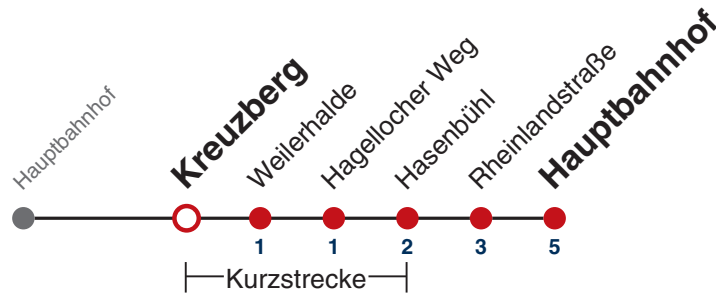 Hauptbahnhof
Kreuzberg
Weilerhalde
Hagellocher Weg
Hasenbühl
Rheinlandstraße
Hauptbahnhof
1
1
2
3
5
Kurzstrecke